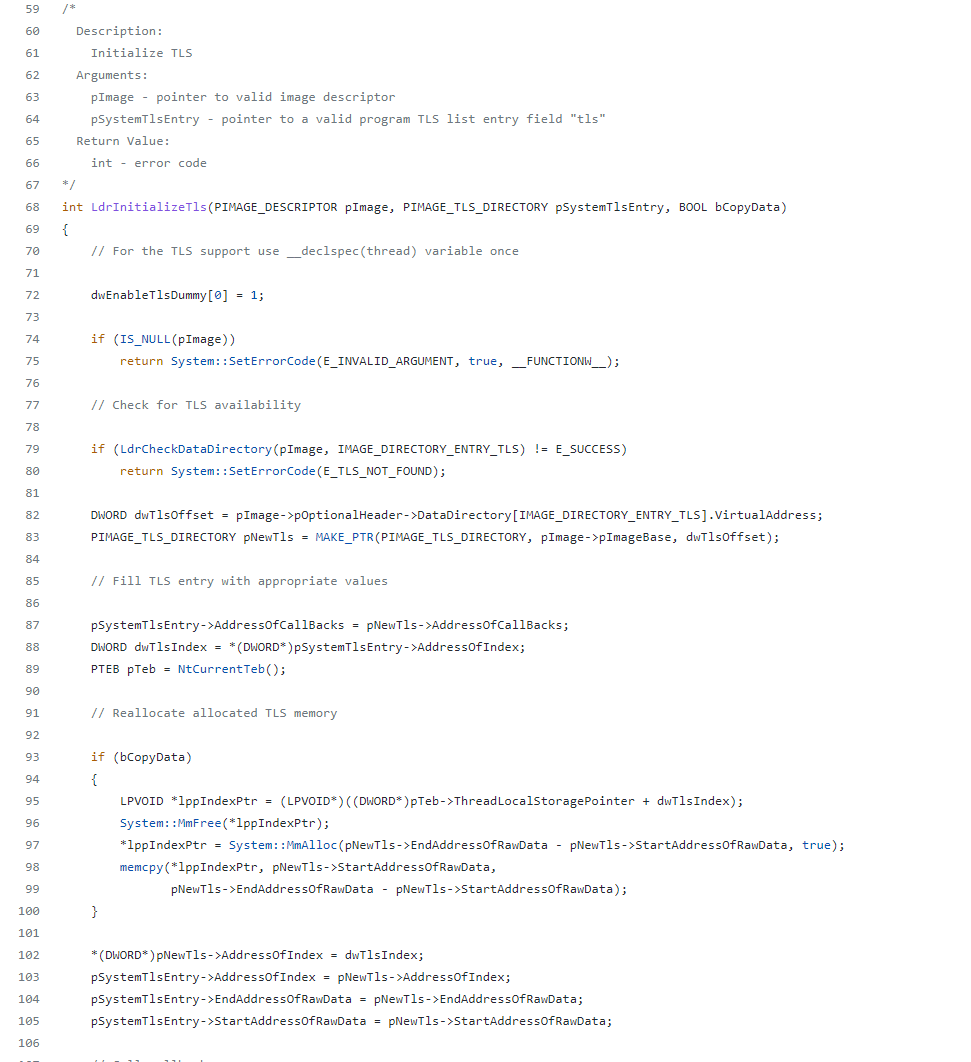 59 /*
60 Description:
61 Initialize TLS
62 Arguments:
63 pImage - pointer to valid image descriptor
64 pSystemTlsEntry - pointer to a valid program TLS list entry field "tls"
65 Return Value:
66 int - error code
67 */
68 int LdrInitializeTls(PIMAGE_DESCRIPTOR pImage, PIMAGE_TLS_DIRECTORY pSystemTlsEntry, BOOL bCopyData)
69 {
70 // For the TLS support use __declspec(thread) variable once
71
72 dwEnableTlsDummy[0] = 1;
73
74 if (IS_NULL(pImage))
75 return System::SetErrorCode(E_INVALID_ARGUMENT, true, __FUNCTIONW__);
76
77 // Check for TLS availability
78
79 if (LdrCheckDataDirectory(pImage, IMAGE_DIRECTORY_ENTRY_TLS) != E_SUCCESS)
80 return System::SetErrorCode(E_TLS_NOT_FOUND);
81
82 DWORD dwTlsOffset = pImage->pOptionalHeader->DataDirectory[IMAGE_DIRECTORY_ENTRY_TLS].VirtualAddress;
83 PIMAGE_TLS_DIRECTORY pNewTls = MAKE_PTR(PIMAGE_TLS_DIRECTORY, pImage->pImageBase, dwTlsOffset);
84
85 // Fill TLS entry with appropriate values
86
87 pSystemTlsEntry->AddressOfCallBacks = pNewTls->AddressOfCallBacks;
88 DWORD dwTlsIndex = *(DWORD*)pSystemTlsEntry->AddressOfIndex;
89 PTEB pTeb = NtCurrentTeb();
90
91 // Reallocate allocated TLS memory
92
93 if (bCopyData)
94 {
95 LPVOID *lppIndexPtr = (LPVOID*)((DWORD*)pTeb->ThreadLocalStoragePointer + dwTlsIndex);
96 System::MmFree(*lppIndexPtr);
97 *lppIndexPtr = System::MmAlloc(pNewTls->EndAddressOfRawData - pNewTls->StartAddressOfRawData, true);
98 memcpy(*lppIndexPtr, pNewTls->StartAddressOfRawData,
99 pNewTls->EndAddressOfRawData - pNewTls->StartAddressOfRawData);
100 }
101
102 *(DWORD*)pNewTls->AddressOfIndex = dwTlsIndex;
103 pSystemTlsEntry->AddressOfIndex = pNewTls->AddressOfIndex;
104 pSystemTlsEntry->EndAddressOfRawData = pNewTls->EndAddressOfRawData;
105 pSystemTlsEntry->StartAddressOfRawData = pNewTls->StartAddressOfRawData;
106